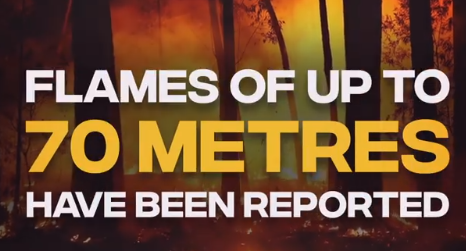 FLAMES OF UP TO
70 METRES
HAVE BEEN REPORTED